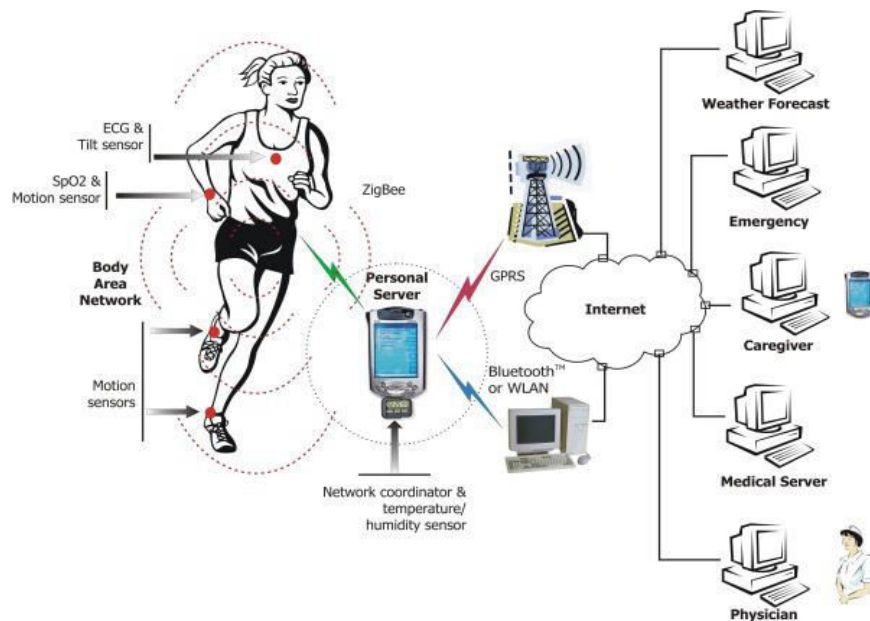 ECG &
Tilt sensor
SpO2 &
Motion sensor
Body
Area
Network
Motion
sensors
ZigBee
Personal
Server
Network coordinator &
temperature/
humidity sensor
GPRS
Bluetooth™
or WLAN
Internet
Weather Forecast
Emergency
Caregiver
Medical Server
Physician